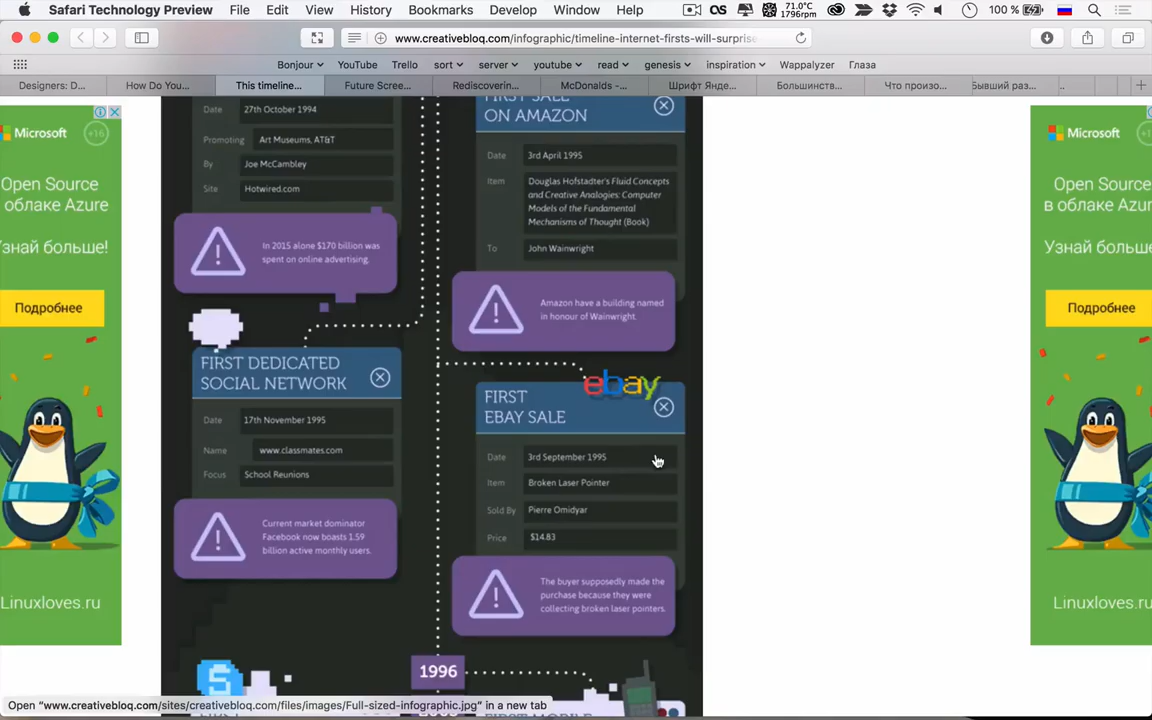 Safari Technology Preview File Edit View History Bookmarks Develop Window Help 71.0°C 1796rpm 100 %
www.creativebloq.com/infographic/timeline-internet-firsts-will-surprise
Bonjour YouTube Trello sort server youtube read genesis inspiration Wappalyzer Глаза
Designers: D... How Do You... This timeline... Future Scree... Rediscoverin... McDonalds -... Шрифт Янде... Большинств... Что произо... Бывший раз...
Microsoft +16
Open Source
облаке Azure
Узнай больше!
Подробнее
Linuxloves.ru
Date 27th October 1994
Promoting Art Museums, AT&T
By Joe McCambley
Site Hotwired.com
In 2015 alone $170 billion was
spent on online advertising.
FIRST DEDICATED
SOCIAL NETWORK
Date 17th November 1995
Name www.classmates.com
Focus School Reunions
Current market dominator
Facebook now boasts 1.59
billion active monthly users.
FIRST SALE
ON AMAZON
Date 3rd April 1995
Item Douglas Hofstadter's Fluid Concepts
and Creative Analogies: Computer
Models of the Fundamental
Mechanisms of Thought (Book)
To John Wainwright
Amazon have a building named
in honour of Wainwright.
ebay
FIRST
EBAY SALE
Date 3rd September 1995
Item Broken Laser Pointer
Sold By Pierre Omidyar
Price $14.83
The buyer supposedly made the
purchase because they were
collecting broken laser pointers.
1996
S
FIRST MOBILE
Microsoft
Open Source
в облаке Azure
Узнай больше!
Подробнее
Linuxloves.ru
Open "www.creativebloq.com/sites/creativebloq.com/files/images/Full-sized-infographic.jpg" in a new tab